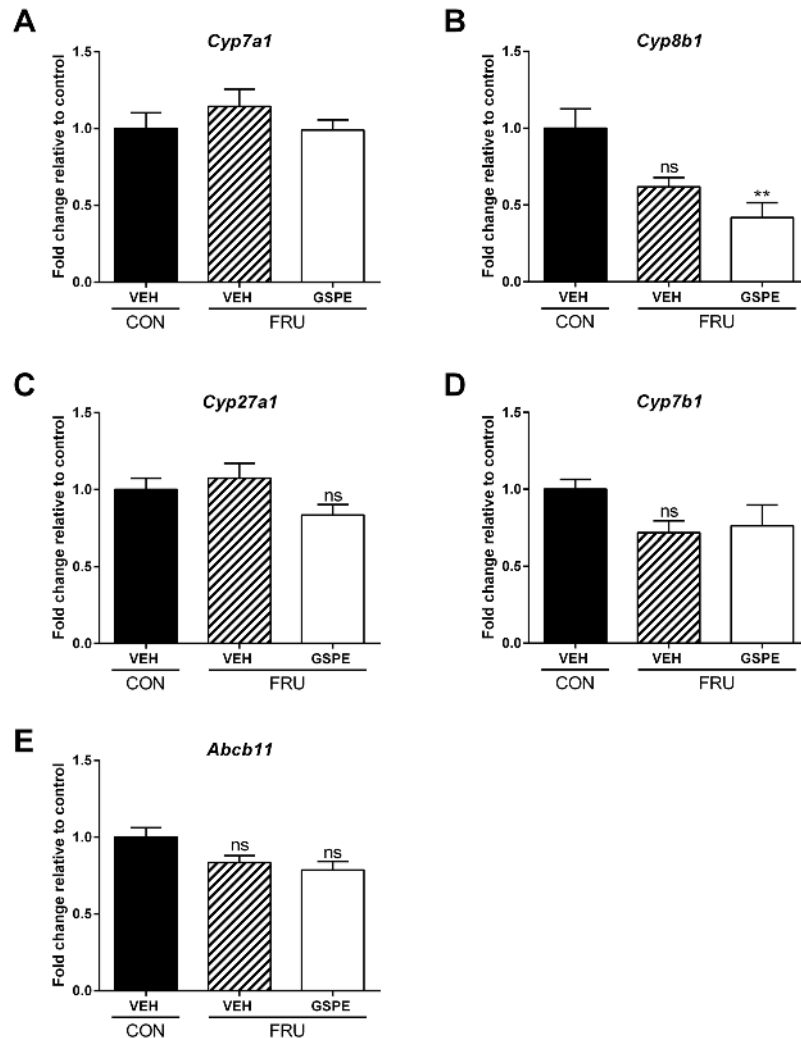 A
Cyp7a1
Fold change relative to control
1.5
1.0
0.5
0.0
VEH VEH GSPE
CON FRU
B
Cyp8b1
Fold change relative to control
1.5
1.0
0.5
0.0
ns
**
VEH VEH GSPE
CON FRU
C
Cyp27a1
Fold change relative to control
1.5
1.0
0.5
0.0
ns
VEH VEH GSPE
CON FRU
D
Cyp7b1
Fold change relative to control
1.5
1.0
0.5
0.0
ns
VEH VEH GSPE
CON FRU
E
Abcb11
Fold change relative to control
1.5
1.0
0.5
0.0
ns ns
VEH VEH GSPE
CON FRU